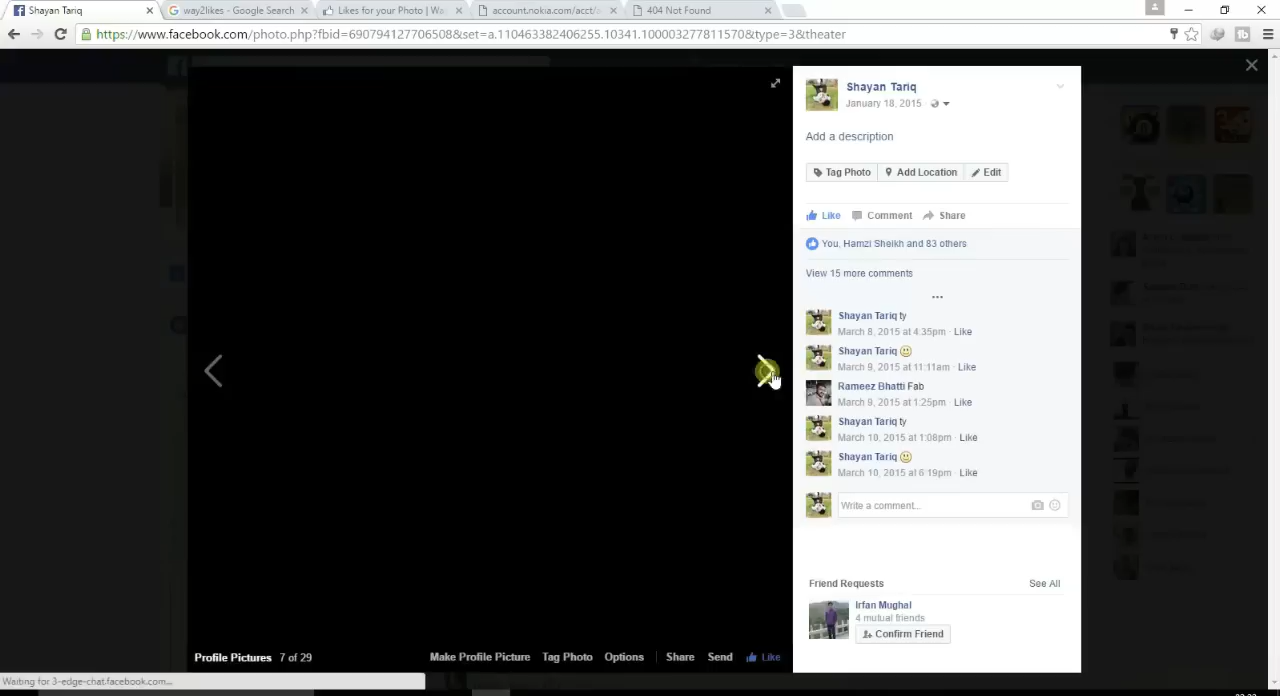 Shayan Tariq
way2likes - Google Search
Likes for your Photo | Wa
account.nokia.com/acct/a
404 Not Found
https://www.facebook.com/photo.php?fbid=690794127706508&set=a.110463382406255.10341.100003277811570&type=3&theater
Shayan Tariq
January 18, 2015
Add a description
Tag Photo
Add Location
Edit
Like
Comment
Share
You, Hamzi Sheikh and 83 others
View 15 more comments
...
Shayan Tariq ty
March 8, 2015 at 4:35pm · Like
Shayan Tariq
March 9, 2015 at 11:11am · Like
Rameez Bhatti Fab
March 9, 2015 at 1:25pm · Like
Shayan Tariq ty
March 10, 2015 at 1:08pm · Like
Shayan Tariq
March 10, 2015 at 6:19pm · Like
Write a comment...
Friend Requests
See All
Irfan Mughal
4 mutual friends
Confirm Friend
Profile Pictures 7 of 29
Make Profile Picture
Tag Photo
Options
Share
Send
Like
Waiting for 3-edge-chat.facebook.com...